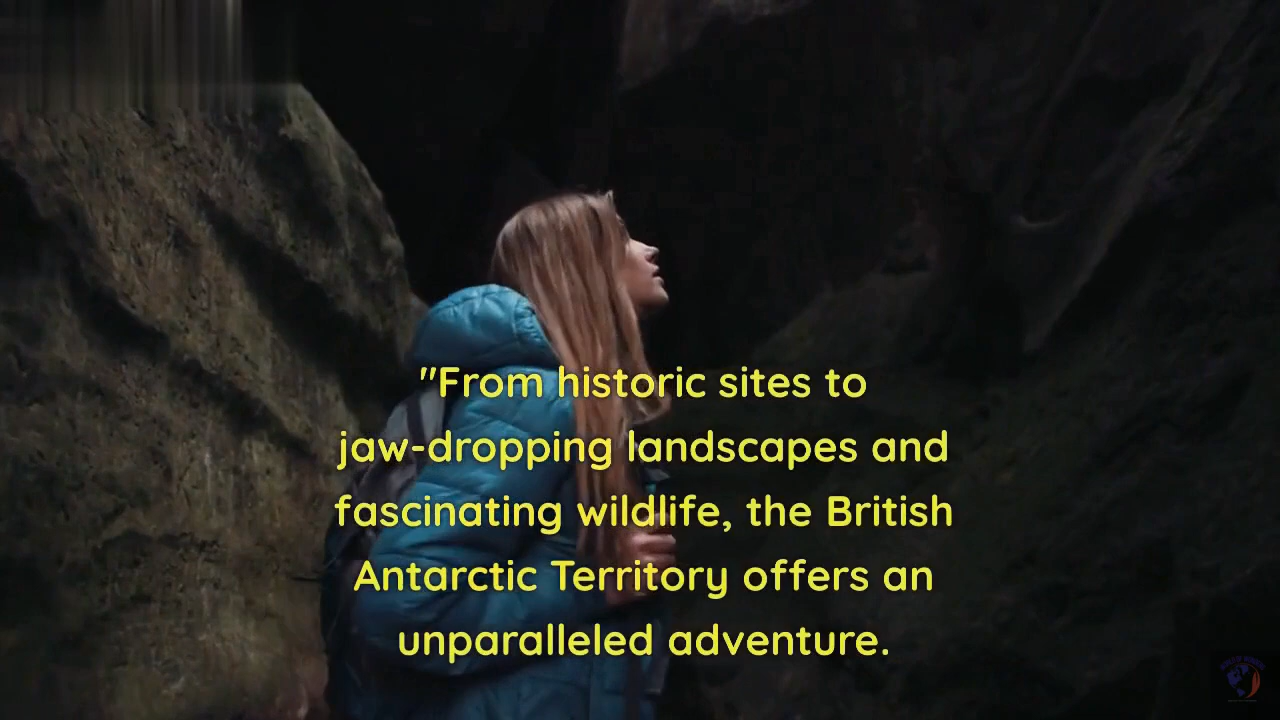 "From historic sites to
jaw-dropping landscapes and
fascinating wildlife, the British
Antarctic Territory offers an
unparalleled adventure.